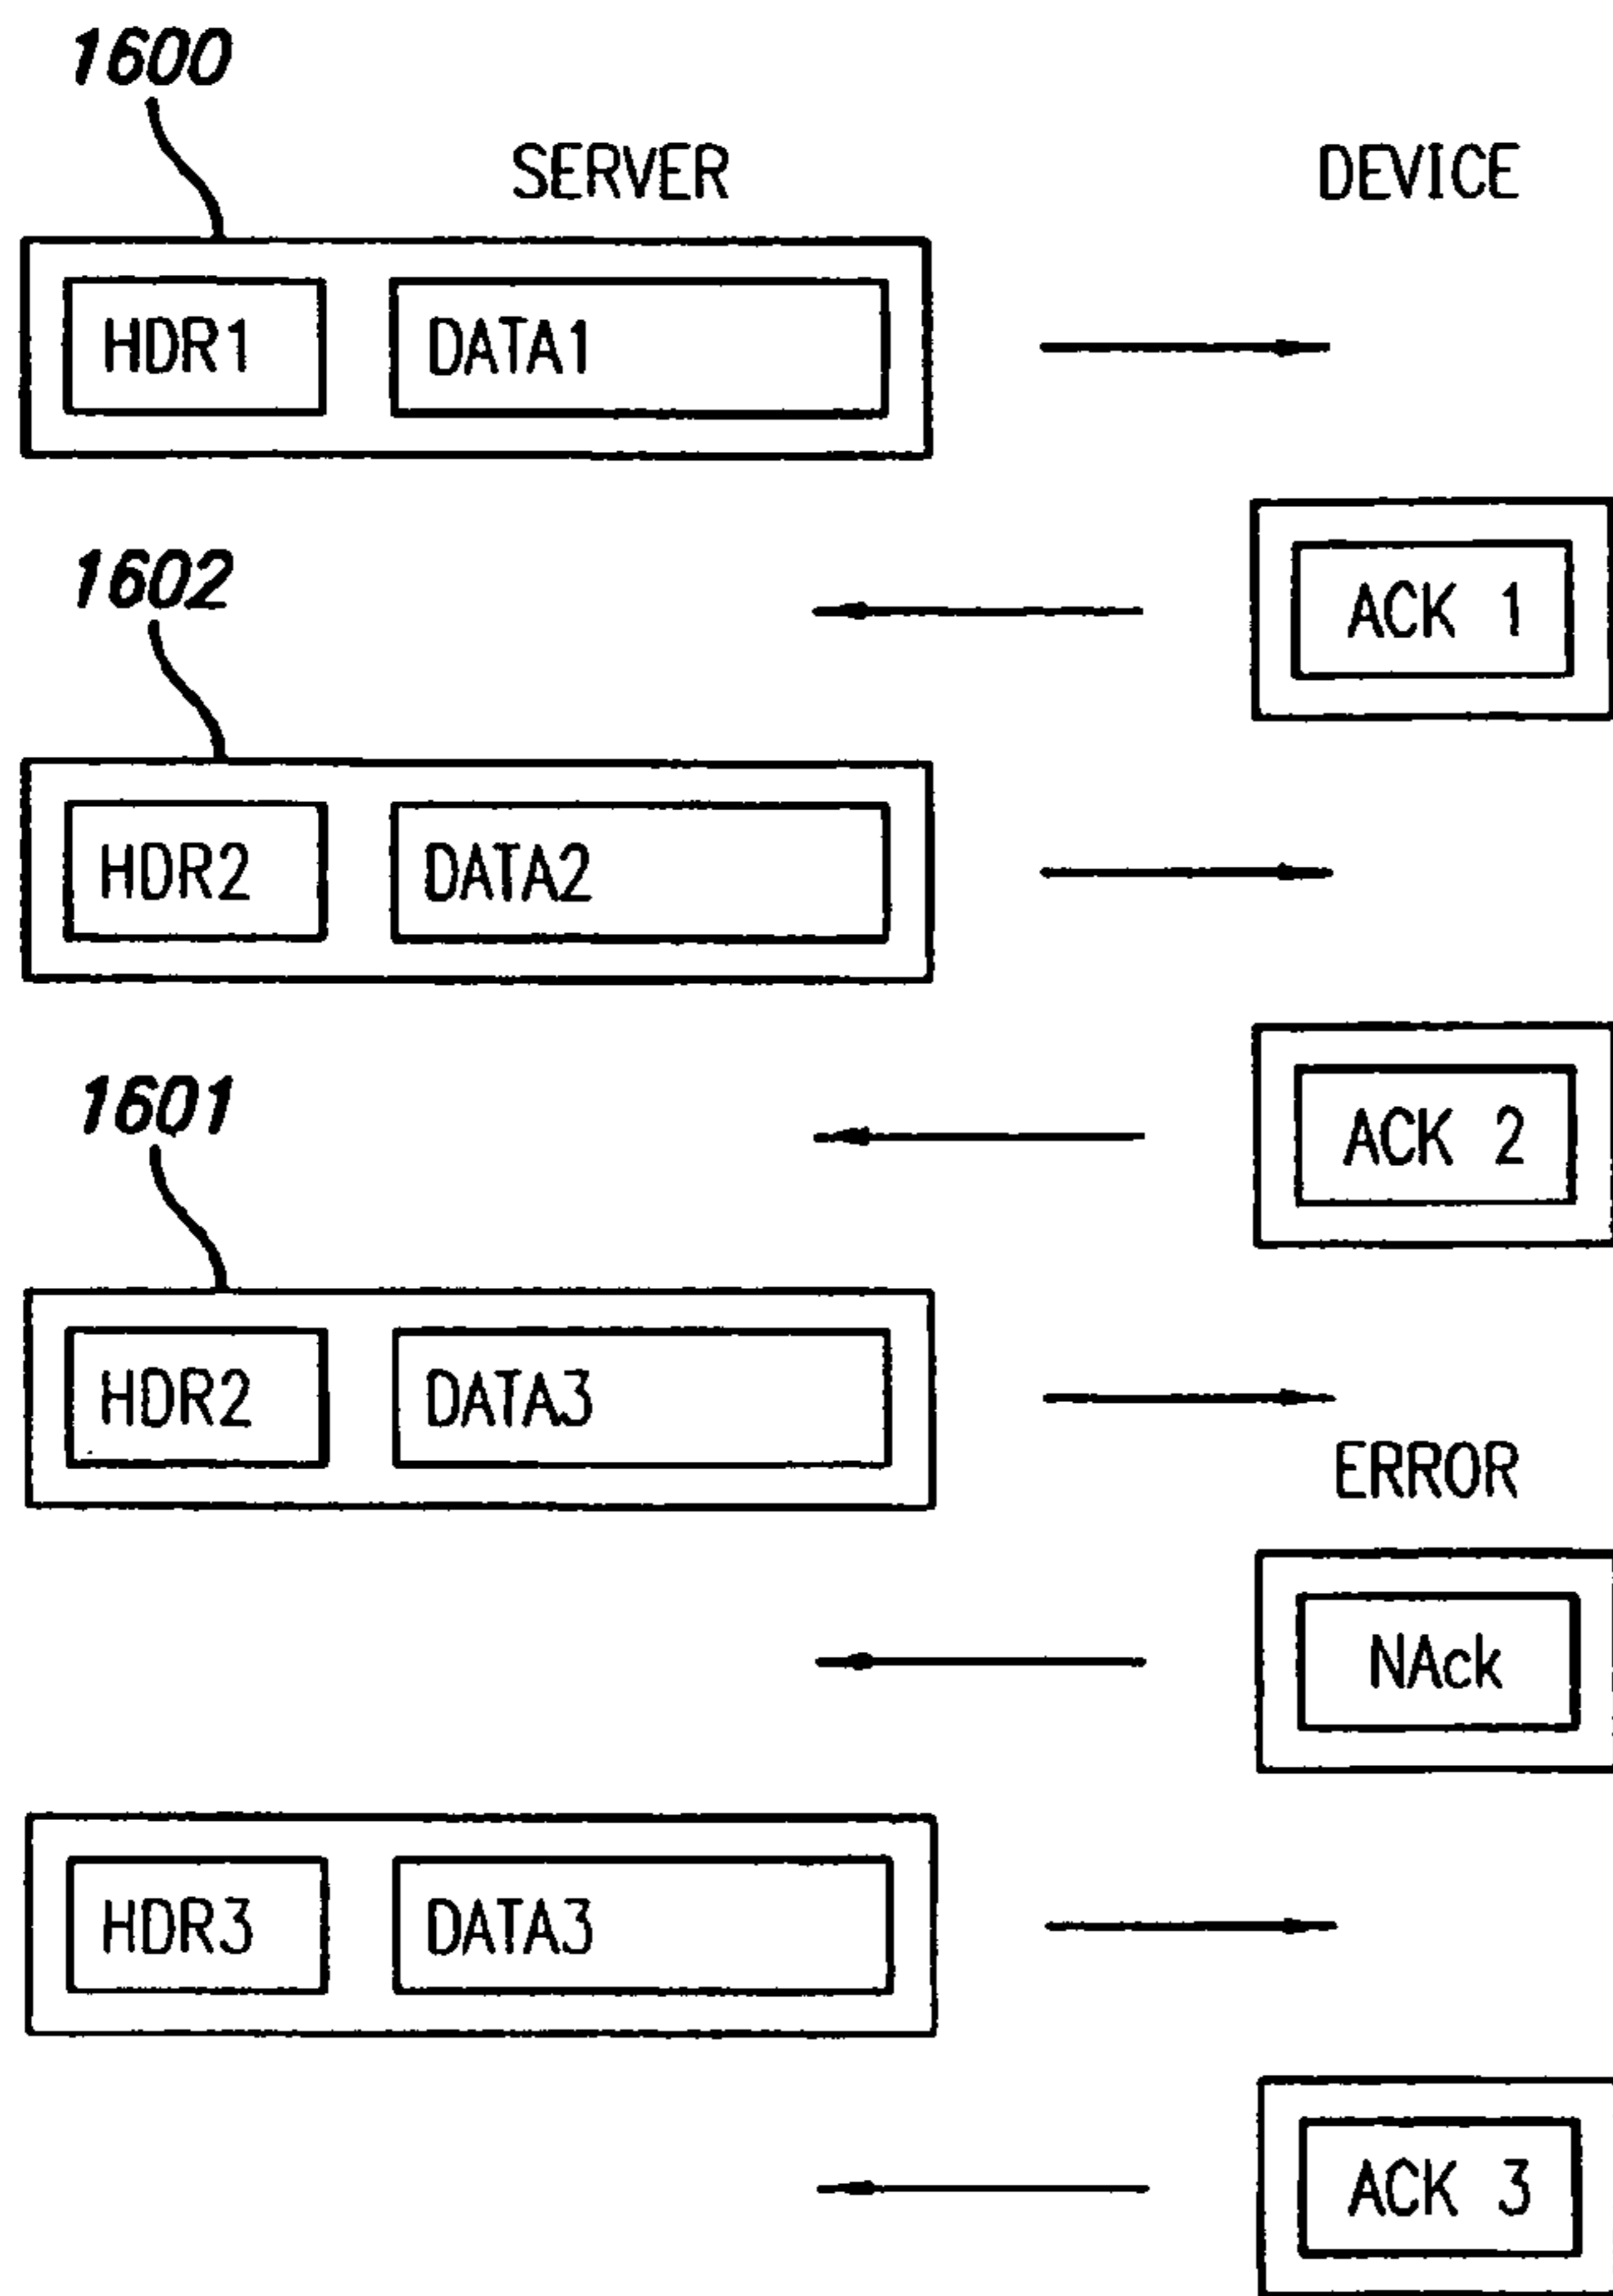 1600
SERVER DEVICE
HDR1 DATA1
ACK 1
1602
HDR2 DATA2
ACK 2
1601
HDR2 DATA3
ERROR
NAck
HDR3 DATA3
ACK 3